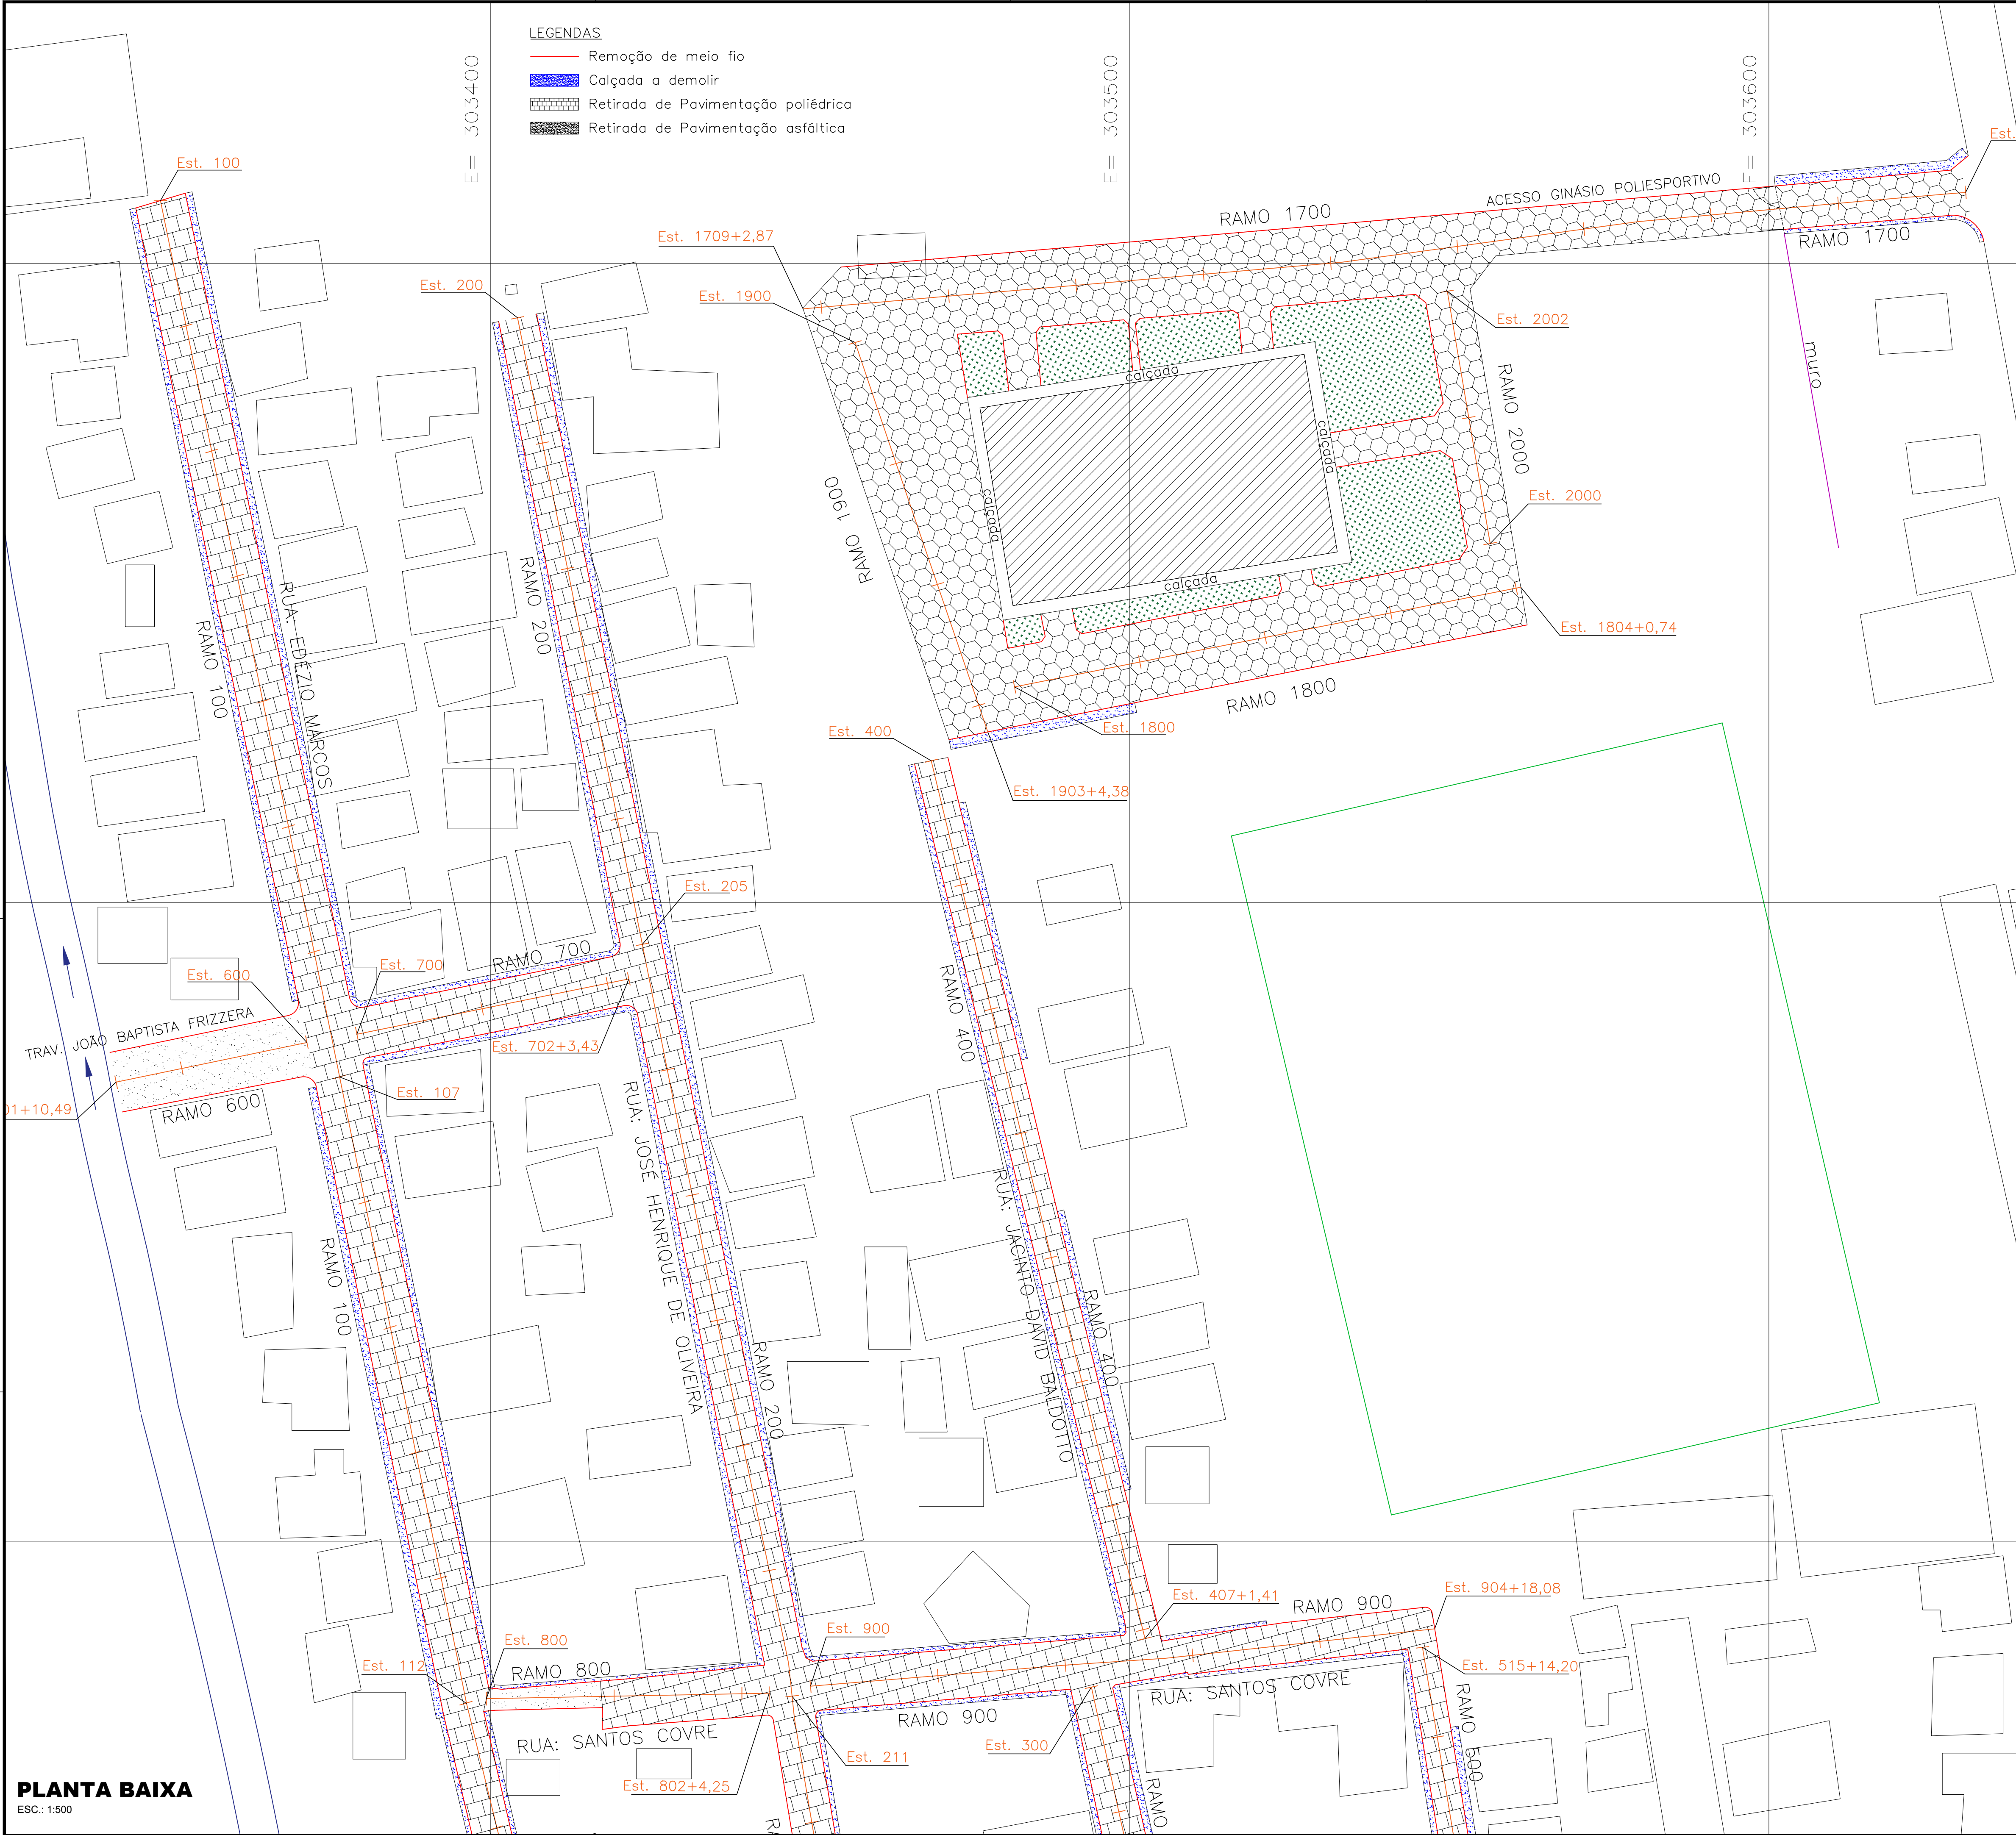 LEGENDAS
Remoção de meio fio
Calçada a demolir
Retirada de Pavimentação poliédrica
Retirada de Pavimentação asfáltica
E= 303400
E= 303500
E= 303600
Est. 100
Est.
ACESSO GINÁSIO POLIESPORTIVO
RAMO 1700
RAMO 1700
Est. 1709+2,87
Est. 200
Est. 1900
Est. 2002
muro
calçada
RAMO 2000
calçada
RAMO 1900
calçada
Est. 2000
calçada
RAMO 200
RUA: EDÉZIO MARCOS
RAMO 100
Est. 1804+0,74
RAMO 1800
Est. 1800
Est. 400
Est. 1903+4,38
Est. 205
RAMO 700
Est. 700
Est. 600
RAMO 400
TRAV. JOÃO BAPTISTA FRIZZERA
Est. 702+3,43
Est. 107
01+10,49
RAMO 600
RUA: JOSÉ HENRIQUE DE OLIVEIRA
RUA: JACINTO DAVID BALDOTTO
RAMO 100
RAMO 400
RAMO 200
Est. 407+1,41
Est. 904+18,08
RAMO 900
Est. 900
Est. 800
Est. 112
RAMO 800
Est. 515+14,20
RUA: SANTOS COVRE
RAMO 500
RAMO 900
RUA: SANTOS COVRE
Est. 300
Est. 211
Est. 802+4,25
RAMO
RA
PLANTA BAIXA
ESC.: 1:500